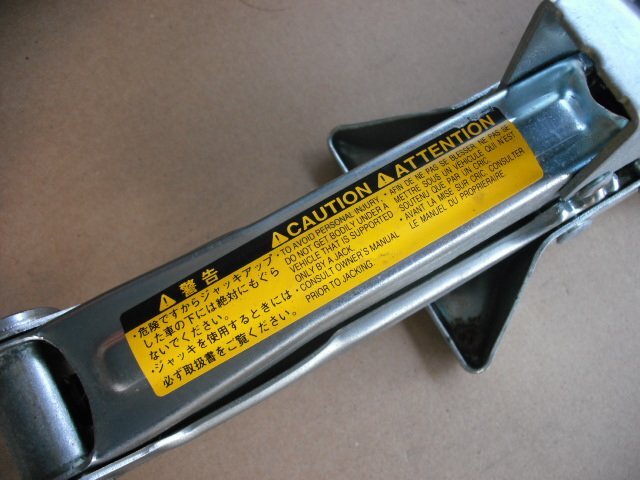 警告
・危険ですからジャッキアップ
した車の下には絶対にもぐら
ないでください。
・ジャッキを使用するときには
必ず取扱書をご覧ください。
CAUTION
・TO AVOID PERSONAL INJURY,
DO NOT GET BODILY UNDER A
VEHICLE THAT IS SUPPORTED
ONLY BY A JACK.
・CONSULT OWNER'S MANUAL
PRIOR TO JACKING.
ATTENTION
・AFIN DE NE PAS SE BLESSER, NE PAS SE
METTRE SOUS UN VEHICULE QUI N'EST
SOUTENU QUE PAR UN CRIC.
・AVANT LA MISE SUR CRIC, CONSULTER
LE MANUEL DU PROPRIERAIRE.